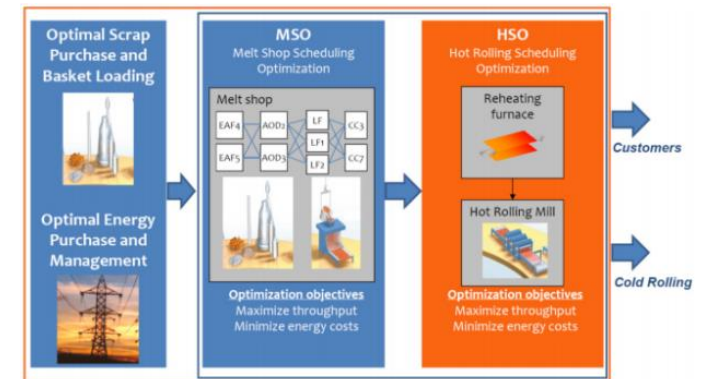 Optimal Scrap
Purchase and
Basket Loading
Optimal Energy
Purchase and
Management
MSO
Melt Shop Scheduling
Optimization
Melt shop
EAF4
AOD2
LF
CC3
EAF5
AOD3
LF1
CC7
LF2
Optimization objectives
Maximize throughput
Minimize energy costs
HSO
Hot Rolling Scheduling
Optimization
Reheating
furnace
Hot Rolling Mill
Optimization objectives
Maximize throughput
Minimize energy costs
Customers
Cold Rolling